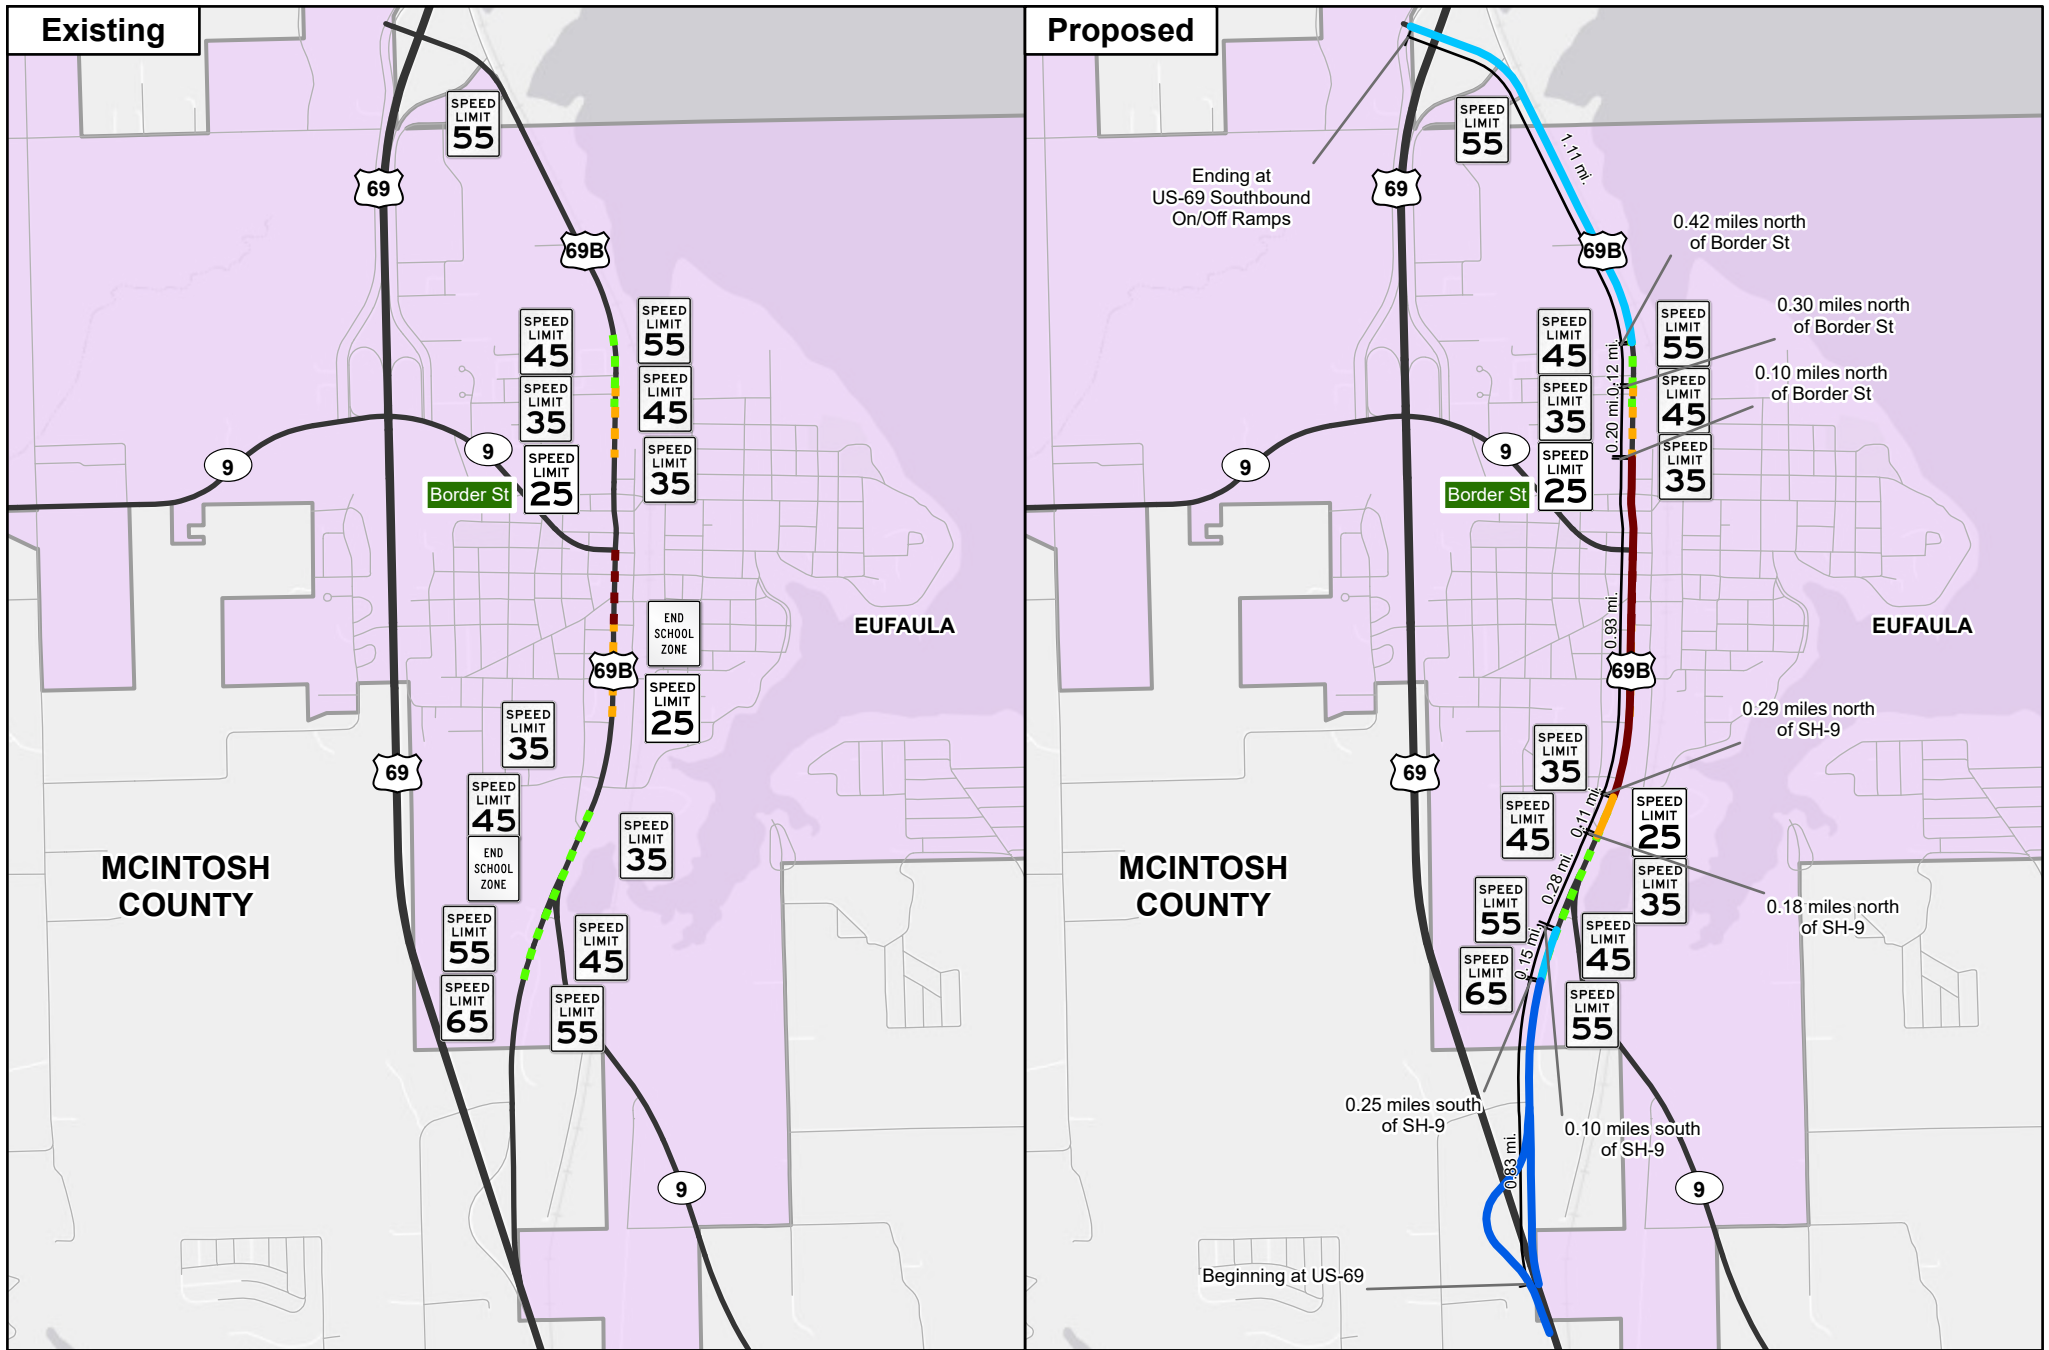 Existing
SPEED
LIMIT
55
69
69B
SPEED
LIMIT
45
SPEED
LIMIT
55
SPEED
LIMIT
35
SPEED
LIMIT
45
9
9
SPEED
LIMIT
25
SPEED
LIMIT
35
Border St
END
SCHOOL
ZONE
EUFAULA
69B
SPEED
LIMIT
25
SPEED
LIMIT
35
69
SPEED
LIMIT
45
SPEED
LIMIT
35
END
SCHOOL
ZONE
MCINTOSH
COUNTY
SPEED
LIMIT
55
SPEED
LIMIT
45
SPEED
LIMIT
65
SPEED
LIMIT
55
9
Proposed
SPEED
LIMIT
55
1.11 mi.
Ending at
US-69 Southbound
On/Off Ramps
69
69B
0.42 miles north
of Border St
0.30 miles north
of Border St
SPEED
LIMIT
45
0.12 mi.
SPEED
LIMIT
55
0.10 miles north
of Border St
SPEED
LIMIT
35
0.20 mi.
SPEED
LIMIT
45
9
9
SPEED
LIMIT
25
SPEED
LIMIT
35
Border St
0.93 mi.
EUFAULA
69B
0.29 miles north
of SH-9
SPEED
LIMIT
35
69
SPEED
LIMIT
45
0.11 mi.
SPEED
LIMIT
25
MCINTOSH
COUNTY
0.28 mi.
SPEED
LIMIT
35
0.18 miles north
of SH-9
SPEED
LIMIT
55
0.15 mi.
SPEED
LIMIT
45
SPEED
LIMIT
65
SPEED
LIMIT
55
0.25 miles south
of SH-9
0.10 miles south
of SH-9
0.83 mi.
9
Beginning at US-69